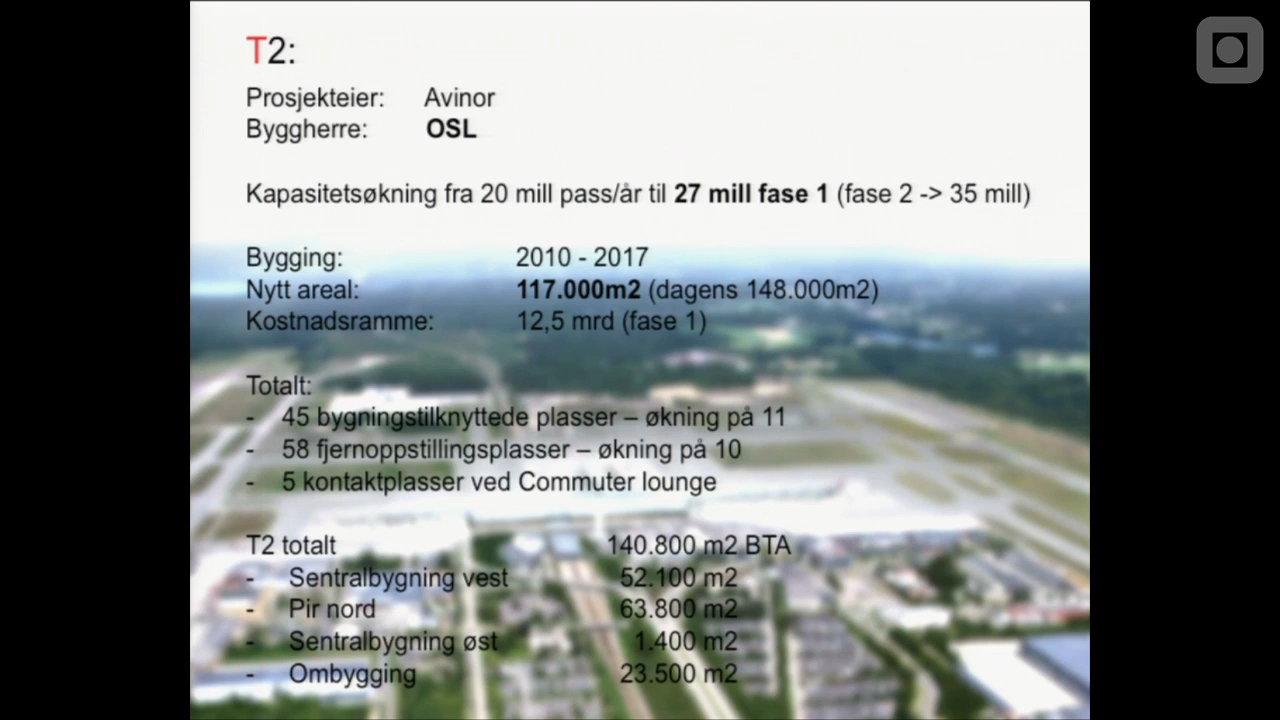 T2:
Prosjekteier: Avinor
Byggherre: OSL
Kapasitetsøkning fra 20 mill pass/år til 27 mill fase 1 (fase 2 -> 35 mill)
Bygging: 2010 - 2017
Nytt areal: 117.000m2 (dagens 148.000m2)
Kostnadsramme: 12,5 mrd (fase 1)
Totalt:
- 45 bygningstilknyttede plasser – økning på 11
- 58 fjernoppstillingsplasser – økning på 10
- 5 kontaktplasser ved Commuter lounge
T2 totalt 140.800 m2 BTA
- Sentralbygning vest 52.100 m2
- Pir nord 63.800 m2
- Sentralbygning øst 1.400 m2
- Ombygging 23.500 m2